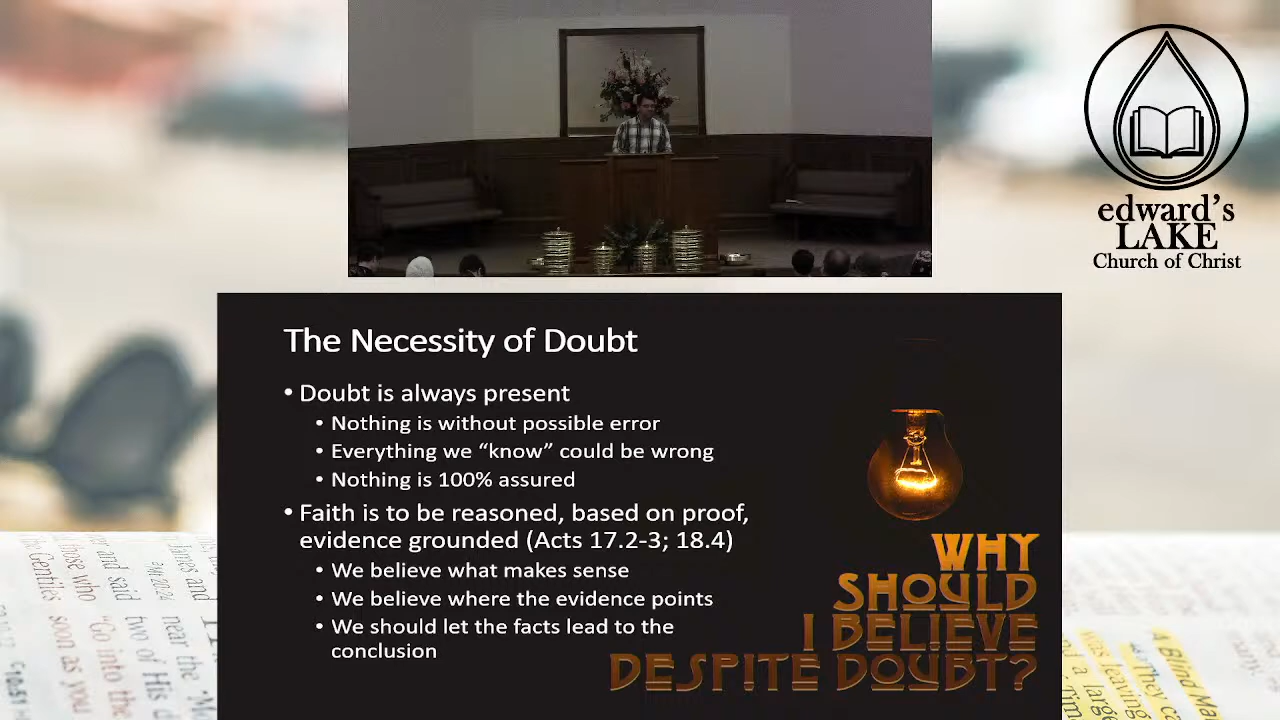 edward's
LAKE
Church of Christ
The Necessity of Doubt
• Doubt is always present
• Nothing is without possible error
• Everything we “know” could be wrong
• Nothing is 100% assured
• Faith is to be reasoned, based on proof,
evidence grounded (Acts 17.2-3; 18.4)
• We believe what makes sense
• We believe where the evidence points
• We should let the facts lead to the
conclusion
WHY
SHOULD
I BELIEVE
DESPITE DOUBT?